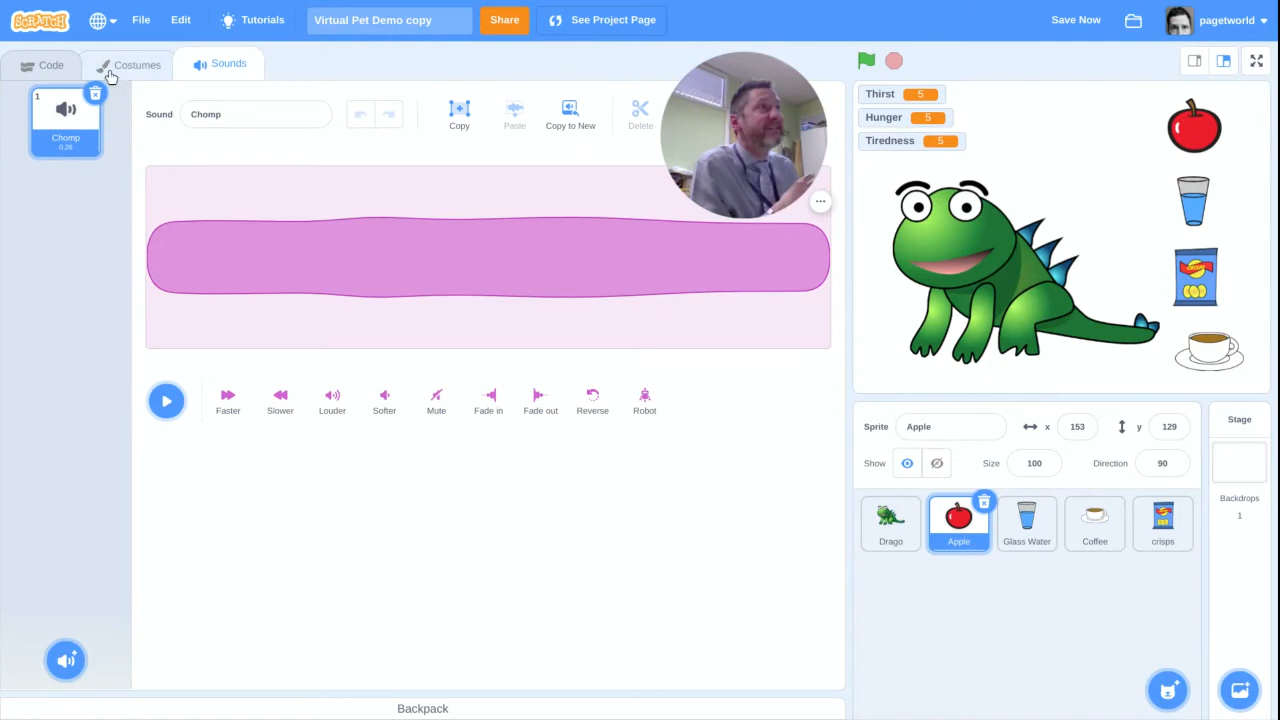 SCRATCH
File
Edit
Tutorials
Virtual Pet Demo copy
Share
See Project Page
Save Now
pagetworld
Code
Costumes
Sounds
1
Chomp
0.26
Sound
Chomp
Copy
Paste
Copy to New
Delete
Faster
Slower
Louder
Softer
Mute
Fade in
Fade out
Reverse
Robot
Thirst 5
Hunger 5
Tiredness 5
Sprite
Apple
x
153
y
129
Show
Size
100
Direction
90
Stage
Backdrops
1
Drago
Apple
Glass Water
Coffee
crisps
Backpack